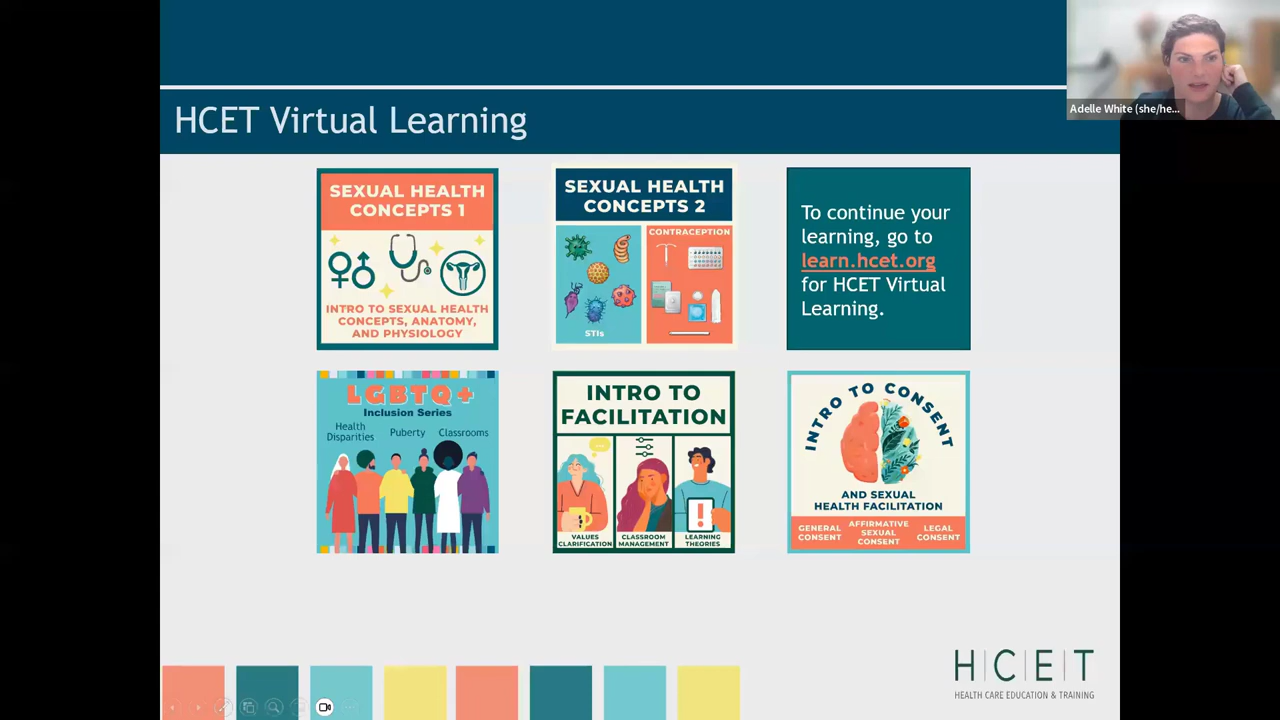 Adelle White (she/he...
HCET Virtual Learning
SEXUAL HEALTH
CONCEPTS 1
INTRO TO SEXUAL HEALTH
CONCEPTS, ANATOMY,
AND PHYSIOLOGY
SEXUAL HEALTH
CONCEPTS 2
STIs
CONTRACEPTION
To continue your
learning, go to
learn.hcet.org
for HCET Virtual
Learning.
LGBTQ+
Inclusion Series
Health
Disparities
Puberty
Classrooms
INTRO TO
FACILITATION
VALUES
CLARIFICATION
CLASSROOM
MANAGEMENT
LEARNING
THEORIES
INTRO TO CONSENT
AND SEXUAL
HEALTH FACILITATION
GENERAL
CONSENT
AFFIRMATIVE
SEXUAL
CONSENT
LEGAL
CONSENT
H|C|E|T
HEALTH CARE EDUCATION & TRAINING